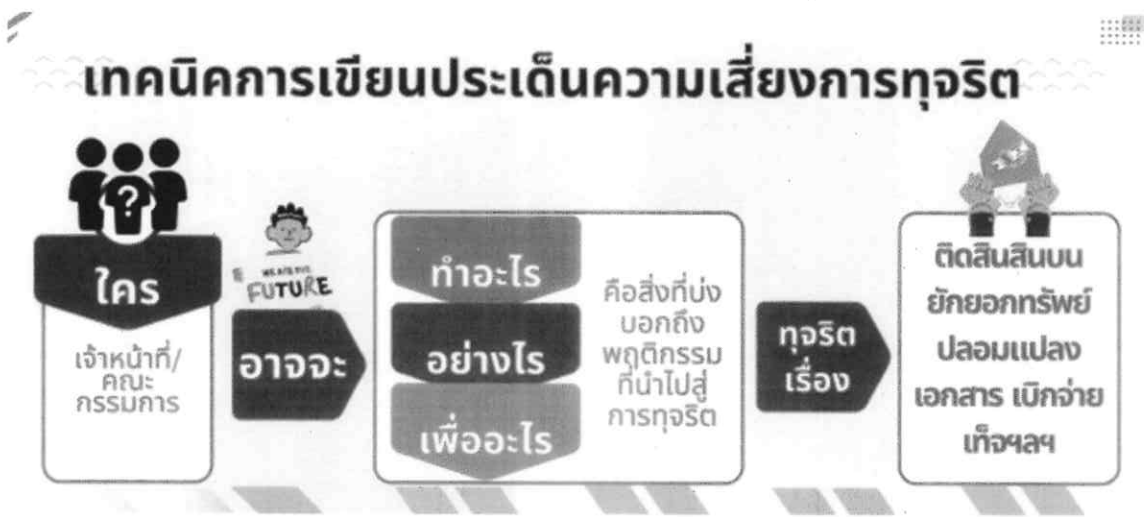 เทคนิคการเขียนประเด็นความเสี่ยงการทุจริต
?
ใคร
เจ้าหน้าที่/
คณะ
กรรมการ
WE ARE THE
FUTURE
อาจจะ
ทำอะไร
อย่างไร
เพื่ออะไร
คือสิ่งที่บ่ง
บอกถึง
พฤติกรรม
ที่นำไปสู่
การทุจริต
ทุจริต
เรื่อง
ติดสินสินบน
ยักยอกทรัพย์
ปลอมแปลง
เอกสาร เบิกจ่าย
เท็จฯลฯ